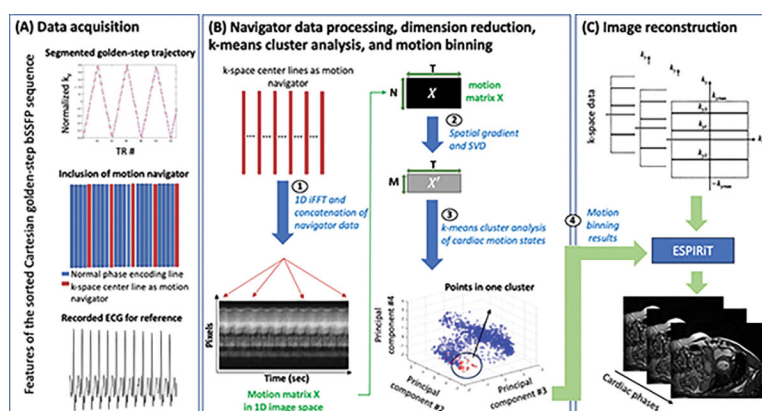 (A) Data acquisition
Features of the sorted Cartesian golden-step bSSFP sequence
Segmented golden-step trajectory
Normalized ky
TR #
Inclusion of motion navigator
Normal phase encoding line
k-space center line as motion
navigator
Recorded ECG for reference
(B) Navigator data processing, dimension reduction,
k-means cluster analysis, and motion binning
k-space center lines as motion
navigator
... ... ... ... ...
1
1D iFFT and
concatenation of
navigator data
Pixels
Time (sec)
Motion matrix X
in 1D image space
T
N
X
motion
matrix X
2
Spatial gradient
and SVD
T
M
X'
3
k-means cluster analysis
of cardiac motion states
Points in one cluster
Principal
component #4
Principal
component #2
Principal
component #3
4
Motion
binning
results
(C) Image reconstruction
k-space data
ESPIRiT
Cardiac phases